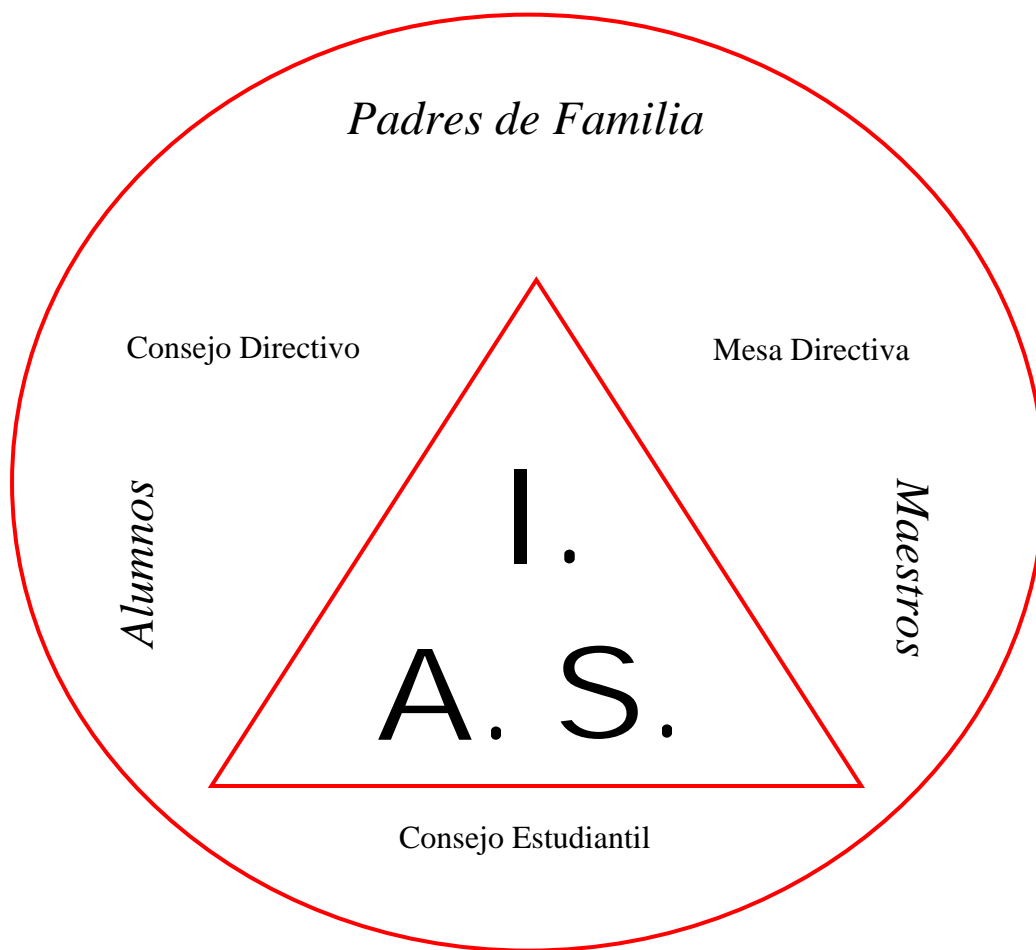 Padres de Familia
Consejo Directivo
Mesa Directiva
Alumnos
Maestros
I.
A. S.
Consejo Estudiantil